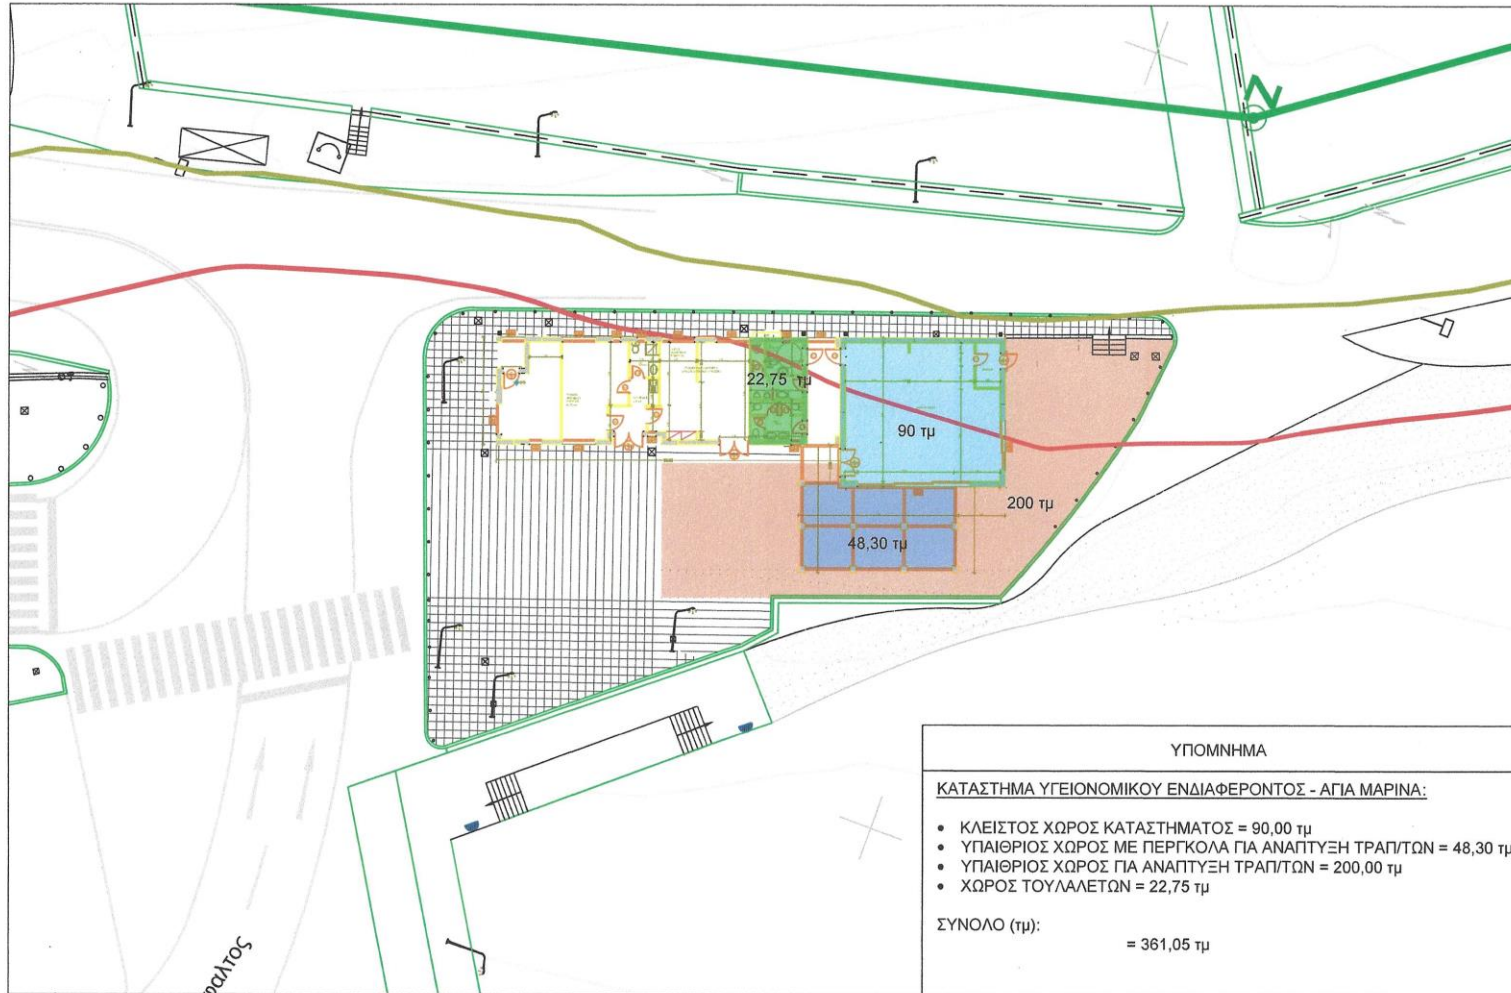 22,75 τμ
90 τμ
200 τμ
48,30 τμ
ΥΠΟΜΝΗΜΑ
ΚΑΤΑΣΤΗΜΑ ΥΓΕΙΟΝΟΜΙΚΟΥ ΕΝΔΙΑΦΕΡΟΝΤΟΣ - ΑΓΙΑ ΜΑΡΙΝΑ:
• ΚΛΕΙΣΤΟΣ ΧΩΡΟΣ ΚΑΤΑΣΤΗΜΑΤΟΣ = 90,00 τμ
• ΥΠΑΙΘΡΙΟΣ ΧΩΡΟΣ ΜΕ ΠΕΡΓΚΟΛΑ ΓΙΑ ΑΝΑΠΤΥΞΗ ΤΡΑΠ/ΤΩΝ = 48,30 τμ
• ΥΠΑΙΘΡΙΟΣ ΧΩΡΟΣ ΓΙΑ ΑΝΑΠΤΥΞΗ ΤΡΑΠ/ΤΩΝ = 200,00 τμ
• ΧΩΡΟΣ ΤΟΥΛΑΛΕΤΩΝ = 22,75 τμ
ΣΥΝΟΛΟ (τμ):
= 361,05 τμ